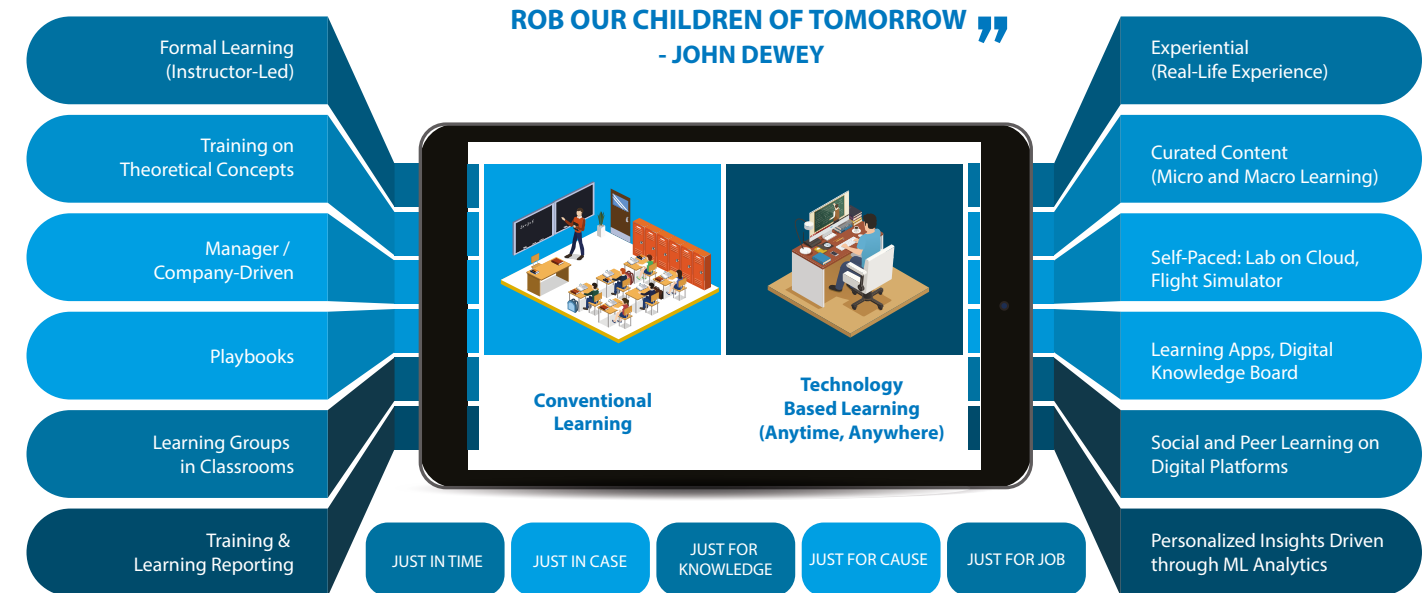 ROB OUR CHILDREN OF TOMORROW ”
- JOHN DEWEY
Formal Learning
(Instructor-Led)
Training on
Theoretical Concepts
Manager /
Company-Driven
Playbooks
Learning Groups
in Classrooms
Training &
Learning Reporting
Conventional
Learning
Technology
Based Learning
(Anytime, Anywhere)
Experiential
(Real-Life Experience)
Curated Content
(Micro and Macro Learning)
Self-Paced: Lab on Cloud,
Flight Simulator
Learning Apps, Digital
Knowledge Board
Social and Peer Learning on
Digital Platforms
Personalized Insights Driven
through ML Analytics
JUST IN TIME
JUST IN CASE
JUST FOR
KNOWLEDGE
JUST FOR CAUSE
JUST FOR JOB